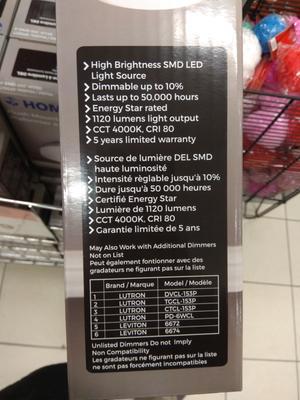 > High Brightness SMD LED
Light Source
> Dimmable up to 10%
> Lasts up to 50,000 hours
> Energy Star rated
> 1120 lumens light output
> CCT 4000K, CRI 80
> 5 years limited warranty
> Source de lumière DEL SMD
haute luminosité
> Intensité règlable jusqu'à 10%
> Dure jusqu'à 50 000 heures
> Certifié Energy Star
> Lumière de 1120 lumens
> CCT 4000K, CRI 80
> Garantie limitée de 5 ans
May Also Work with Additional Dimmers
Not on List
Peut également fontionner avec des
gradateurs ne figurant pas sur la liste
Brand / Marque Model / Modèle
1 LUTRON DVCL-153P
2 LUTRON TGCL-153P
3 LUTRON CTCL-153P
4 LUTRON PD-6WCL
5 LEVITON 6672
6 LEVITON 6674
Unlisted Dimmers Do not Imply
Non Compatibility
Les gradateurs ne figurant pas sur la liste
ne sont pas forcément incompatibles
HOM